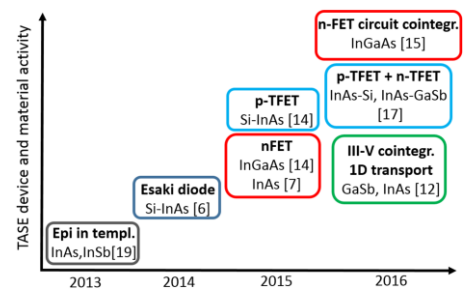 TASE device and material activity
n-FET circuit cointegr.
InGaAs [15]
p-TFET + n-TFET
InAs-Si, InAs-GaSb
[17]
p-TFET
Si-InAs [14]
nFET
InGaAs [14]
InAs [7]
III-V cointegr.
1D transport
GaSb, InAs [12]
Esaki diode
Si-InAs [6]
Epi in templ.
InAs,InSb[19]
2013
2014
2015
2016